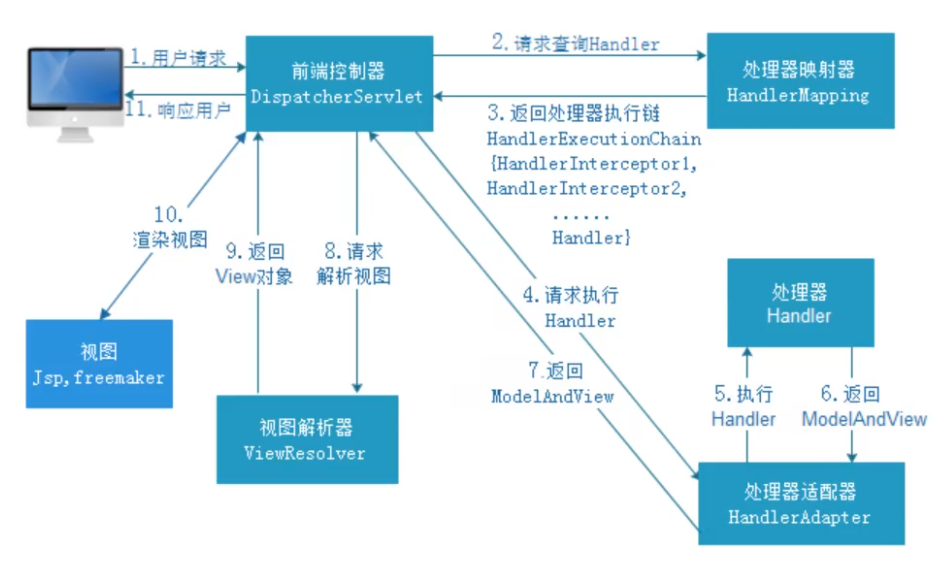 1.用户请求
11.响应用户
前端控制器
DispatcherServlet
2.请求查询Handler
处理器映射器
HandlerMapping
3.返回处理器执行链
HandlerExecutionChain
{HandlerInterceptor1,
HandlerInterceptor2,
......
Handler}
10.
渲染视图
9.返回
View对象
8.请求
解析视图
4.请求执行
Handler
处理器
Handler
视图
Jsp,freemaker
7.返回
ModelAndView
5.执行
Handler
6.返回
ModelAndView
视图解析器
ViewResolver
处理器适配器
HandlerAdapter